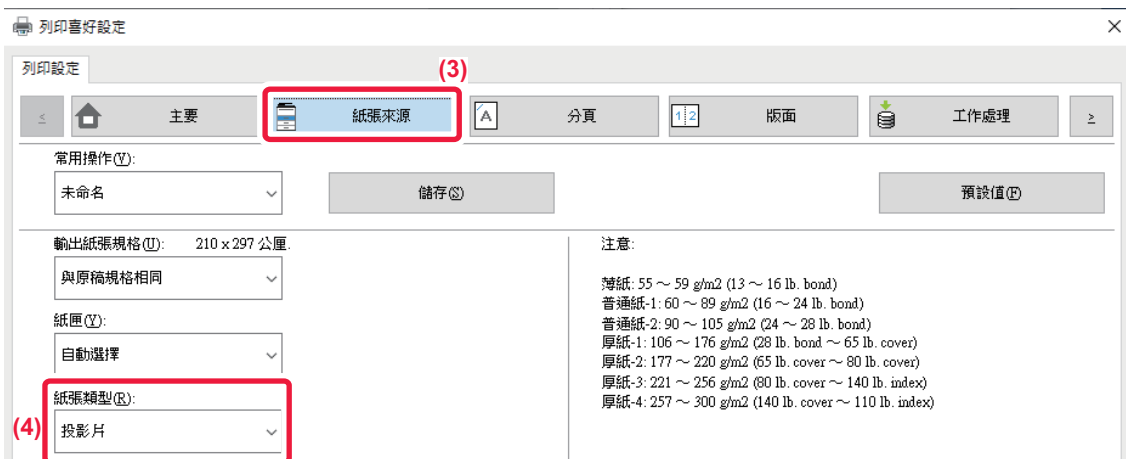 列印喜好設定
列印設定
(3)
< 主要 紙張來源 A 分頁 1 2 版面 工作處理 >
常用操作(V):
未命名 儲存(S) 預設值(F)
輸出紙張規格(U): 210 x 297 公厘.
與原稿規格相同
紙匣(Y):
自動選擇
(4)
紙張類型(R):
投影片
注意:
薄紙: 55 ～ 59 g/m2 (13 ～ 16 lb. bond)
普通紙-1: 60 ～ 89 g/m2 (16 ～ 24 lb. bond)
普通紙-2: 90 ～ 105 g/m2 (24 ～ 28 lb. bond)
厚紙-1: 106 ～ 176 g/m2 (28 lb. bond ～ 65 lb. cover)
厚紙-2: 177 ～ 220 g/m2 (65 lb. cover ～ 80 lb. cover)
厚紙-3: 221 ～ 256 g/m2 (80 lb. cover ～ 140 lb. index)
厚紙-4: 257 ～ 300 g/m2 (140 lb. cover ～ 110 lb. index)